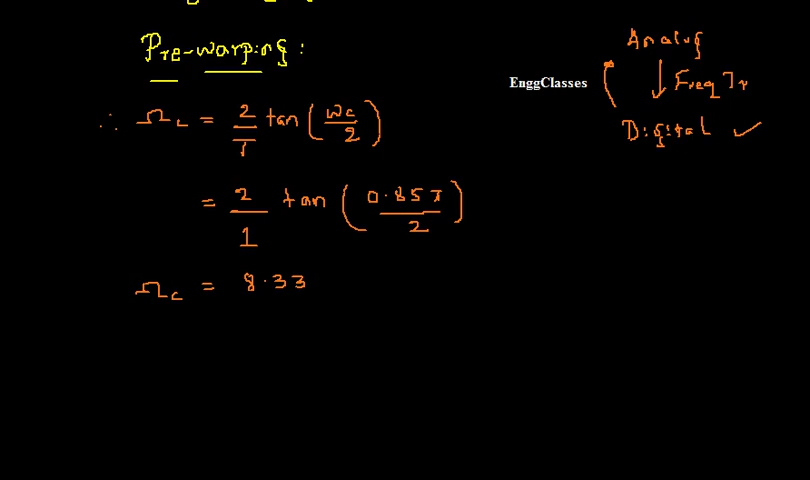 Pre-warping:
∴ Ωc = 2/T tan (wc/2)
= 2/1 tan (0.85π/2)
Ωc = 8.33
Analog
EnggClasses
Freq Tr
Digital ✓